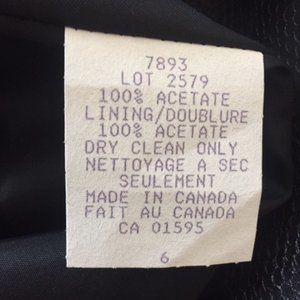 7893
LOT 2579
100% ACETATE
LINING/DOUBLURE
100% ACETATE
DRY CLEAN ONLY
NETTOYAGE A SEC
SEULEMENT
MADE IN CANADA
FAIT AU CANADA
CA 01595
6